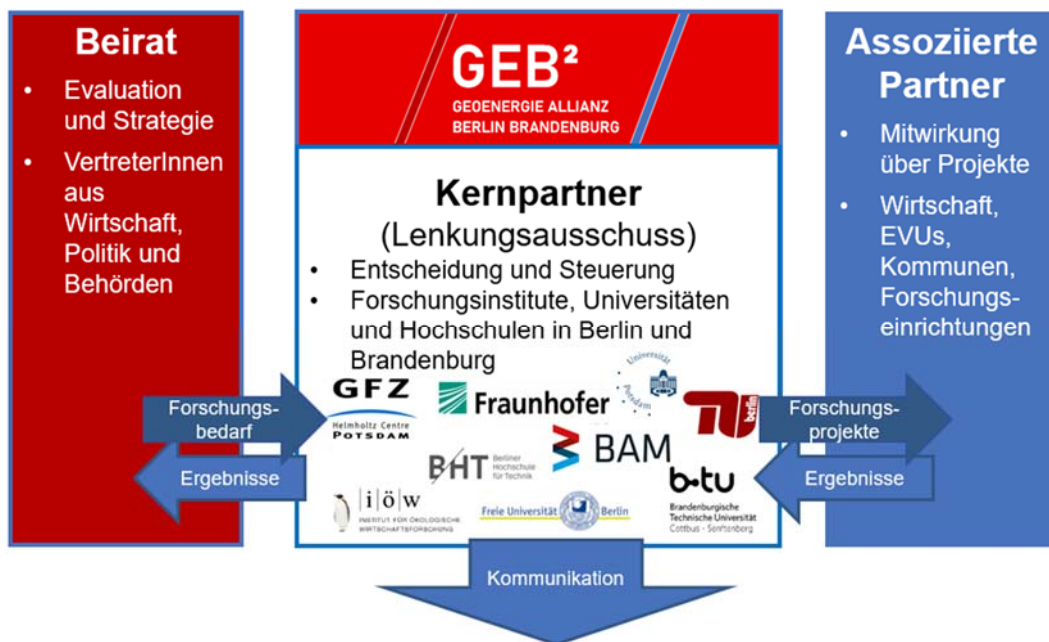 Beirat
• Evaluation
und Strategie
• VertreterInnen
aus
Wirtschaft,
Politik und
Behörden
GEB²
GEOENERGIE ALLIANZ
BERLIN BRANDENBURG
Kernpartner
(Lenkungsausschuss)
• Entscheidung und Steuerung
• Forschungsinstitute, Universitäten
und Hochschulen in Berlin und
Brandenburg
GFZ
Helmholtz Centre
POTSDAM
Fraunhofer
Universität
Potsdam
TU
berlin
BHT
Berliner
Hochschule
für Technik
BAM
i|ö|w
INSTITUT FÜR ÖKOLOGISCHE
WIRTSCHAFTSFORSCHUNG
Freie Universität Berlin
b-tu
Brandenburgische
Technische Universität
Cottbus - Senftenberg
Assoziierte
Partner
• Mitwirkung
über Projekte
• Wirtschaft,
EVUs,
Kommunen,
Forschungs-
einrichtungen
Forschungs-
bedarf
Ergebnisse
Forschungs-
projekte
Ergebnisse
Kommunikation